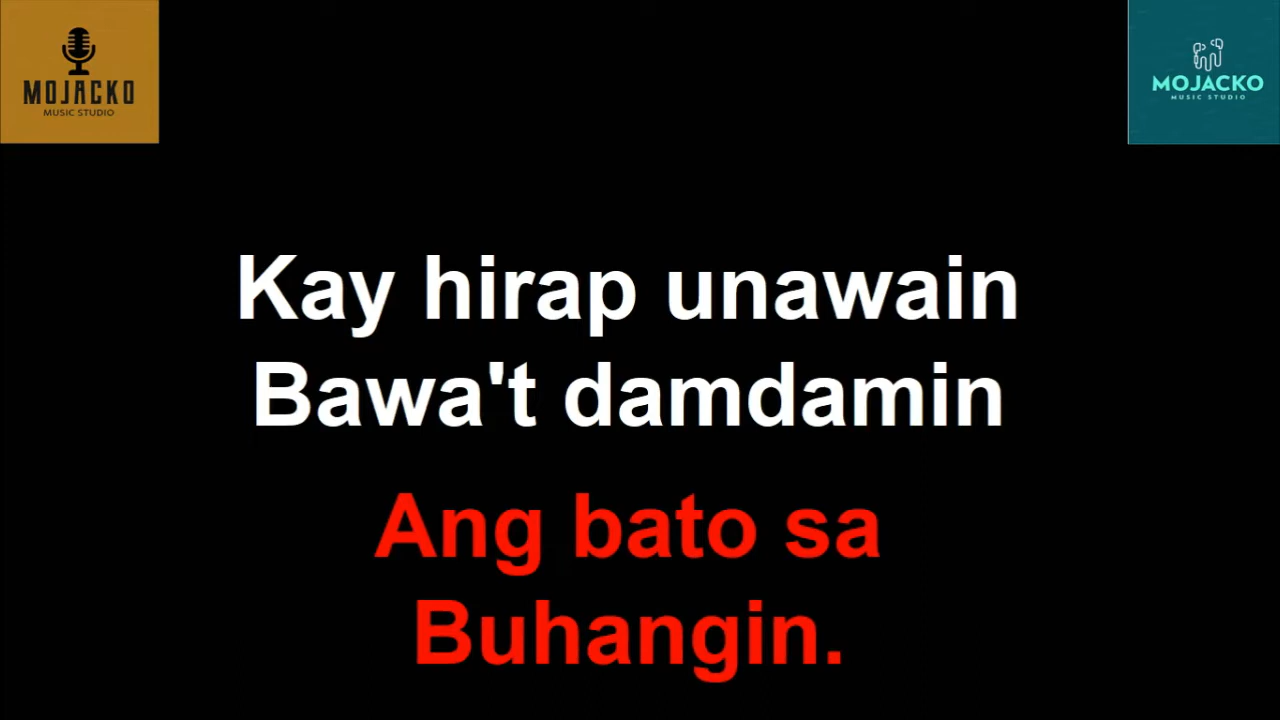 MOJACKO
MUSIC STUDIO
MOJACKO
MUSIC STUDIO
Kay hirap unawain
Bawa't damdamin
Ang bato sa
Buhangin.